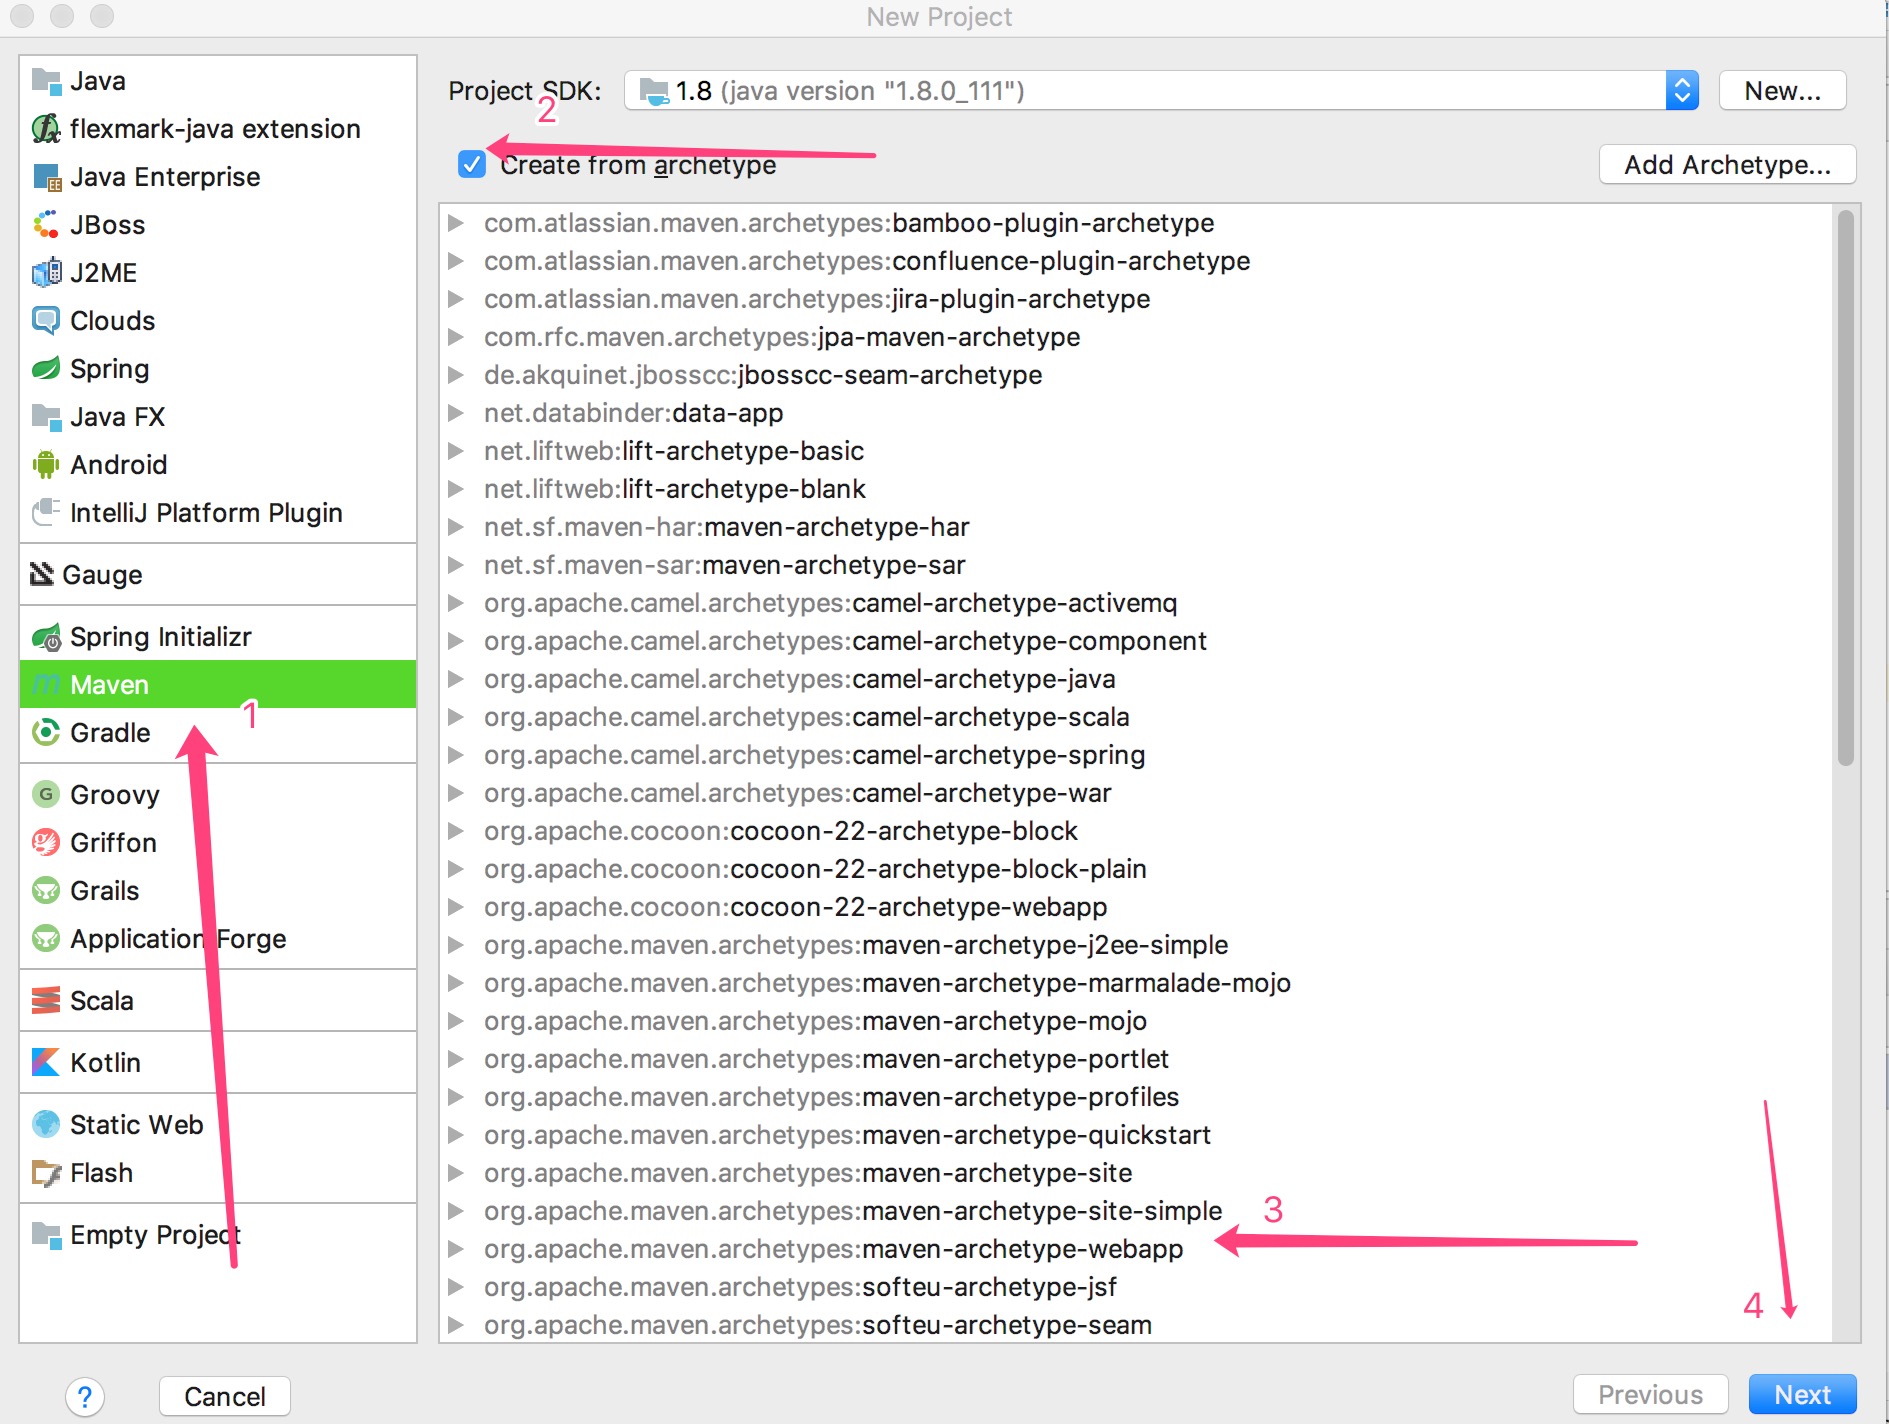 New Project
Java
flexmark-java extension
Java Enterprise
JBoss
J2ME
Clouds
Spring
Java FX
Android
IntelliJ Platform Plugin
Gauge
Spring Initializr
Maven
1
Gradle
Groovy
Griffon
Grails
Application Forge
Scala
Kotlin
Static Web
Flash
Empty Project
Project SDK: 1.8 (java version "1.8.0_111") New...
2
Create from archetype Add Archetype...
com.atlassian.maven.archetypes:bamboo-plugin-archetype
com.atlassian.maven.archetypes:confluence-plugin-archetype
com.atlassian.maven.archetypes:jira-plugin-archetype
com.rfc.maven.archetypes:jpa-maven-archetype
de.akquinet.jbosscc:jbosscc-seam-archetype
net.databinder:data-app
net.liftweb:lift-archetype-basic
net.liftweb:lift-archetype-blank
net.sf.maven-har:maven-archetype-har
net.sf.maven-sar:maven-archetype-sar
org.apache.camel.archetypes:camel-archetype-activemq
org.apache.camel.archetypes:camel-archetype-component
org.apache.camel.archetypes:camel-archetype-java
org.apache.camel.archetypes:camel-archetype-scala
org.apache.camel.archetypes:camel-archetype-spring
org.apache.camel.archetypes:camel-archetype-war
org.apache.cocoon:cocoon-22-archetype-block
org.apache.cocoon:cocoon-22-archetype-block-plain
org.apache.cocoon:cocoon-22-archetype-webapp
org.apache.maven.archetypes:maven-archetype-j2ee-simple
org.apache.maven.archetypes:maven-archetype-marmalade-mojo
org.apache.maven.archetypes:maven-archetype-mojo
org.apache.maven.archetypes:maven-archetype-portlet
org.apache.maven.archetypes:maven-archetype-profiles
org.apache.maven.archetypes:maven-archetype-quickstart
org.apache.maven.archetypes:maven-archetype-site
org.apache.maven.archetypes:maven-archetype-site-simple
3
org.apache.maven.archetypes:maven-archetype-webapp
org.apache.maven.archetypes:softeu-archetype-jsf
4
org.apache.maven.archetypes:softeu-archetype-seam
? Cancel Previous Next